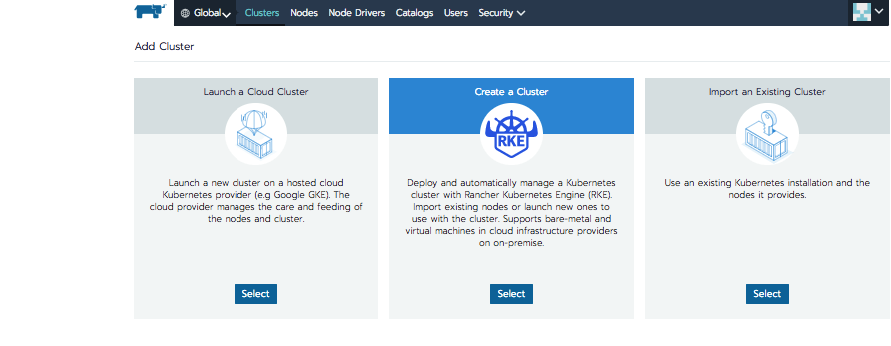 Global Clusters Nodes Node Drivers Catalogs Users Security
Add Cluster
Launch a Cloud Cluster
Launch a new cluster on a hosted cloud
Kubernetes provider (e.g Google GKE). The
cloud provider manages the care and feeding of
the nodes and cluster.
Select
Create a Cluster
RKE
Deploy and automatically manage a Kubernetes
cluster with Rancher Kubernetes Engine (RKE).
Import existing nodes or launch new ones to
use with the cluster. Supports bare-metal and
virtual machines in cloud infrastructure providers
on on-premise.
Select
Import an Existing Cluster
Use an existing Kubernetes installation and the
nodes it provides.
Select